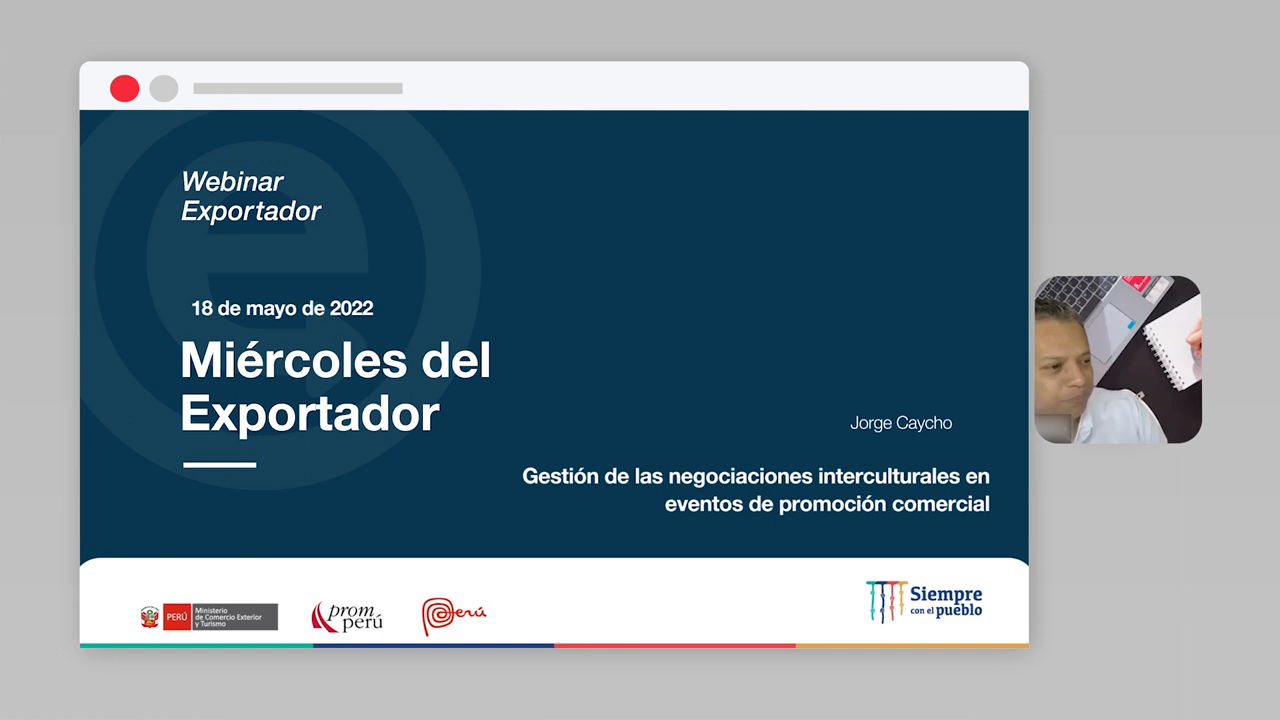 Webinar
Exportador
18 de mayo de 2022
Miércoles del
Exportador
Jorge Caycho
Gestión de las negociaciones interculturales en
eventos de promoción comercial
PERÚ
Ministerio
de Comercio Exterior
y Turismo
prom
perú
Perú
Siempre
con el pueblo